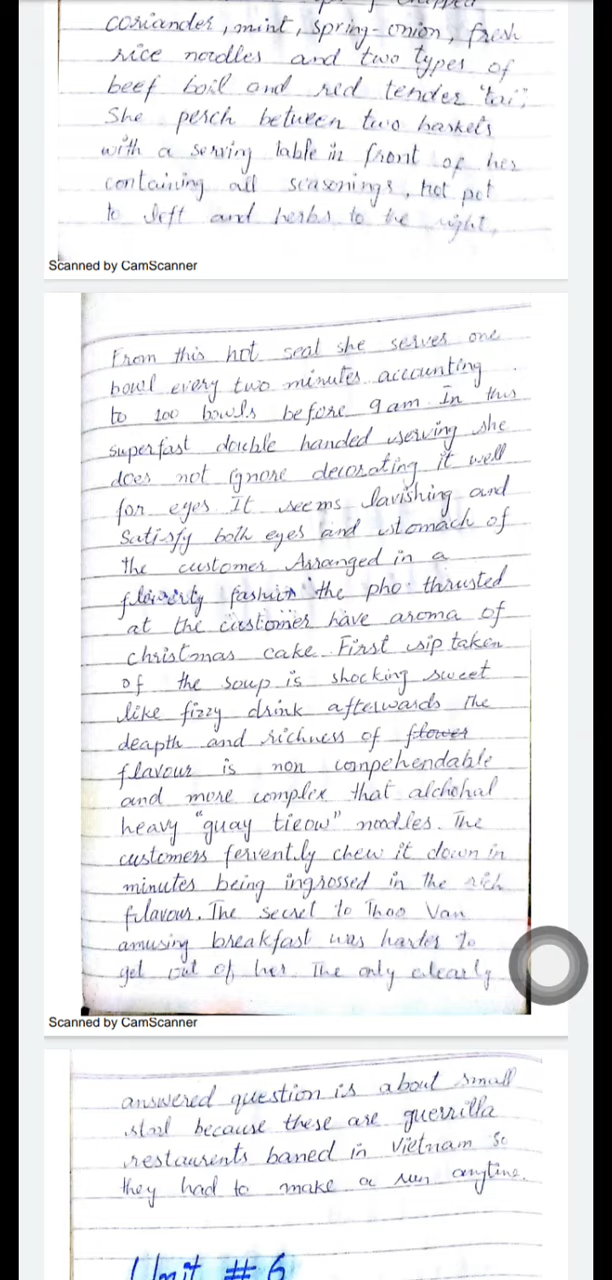 coriander, mint, spring-onion, fresh
rice noodles and two types of
beef boil and red tender "tai";
She perch between two baskets
with a serving table in front of her
containing all seasonings, hot pot
to left and herbs to the right.
Scanned by CamScanner
From this hot seat she serves one
bowl every two minutes accounting
to 100 bowls before 9am In this
superfast double handed serving she
does not ignore decorating it well
for eyes It seems lavishing and
Satisfy both eyes and stomach of
the customer Arranged in a
fashion the pho thrusted
at the customer have aroma of
christmas cake. First sip taken
of the soup is shocking sweet
like fizzy drink afterwards The
deapth and richness of flower
flavour is non compehendable
and more complex that alchohal
heavy "guay tieow" noodles. The
customers fervently chew it down in
minutes being ingrossed in the rich
fulavour. The secret to Thao Van
amusing breakfast was harder to
get out of her. The only clearly
Scanned by CamScanner
answered question is about small
stool because these are guerrilla
restaurents baned in Vietnam so
they had to make a run anytine.
Unit # 6